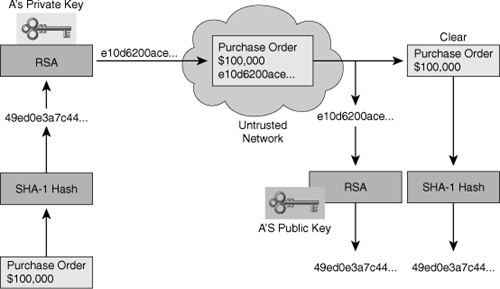 A's Private Key
RSA
e10d6200ace...
49ed0e3a7c44...
SHA-1 Hash
Purchase Order
$100,000
Purchase Order
$100,000
e10d6200ace...
Untrusted
Network
Clear
Purchase Order
$100,000
e10d6200ace...
RSA
A'S Public Key
SHA-1 Hash
49ed0e3a7c44...
49ed0e3a7c44...